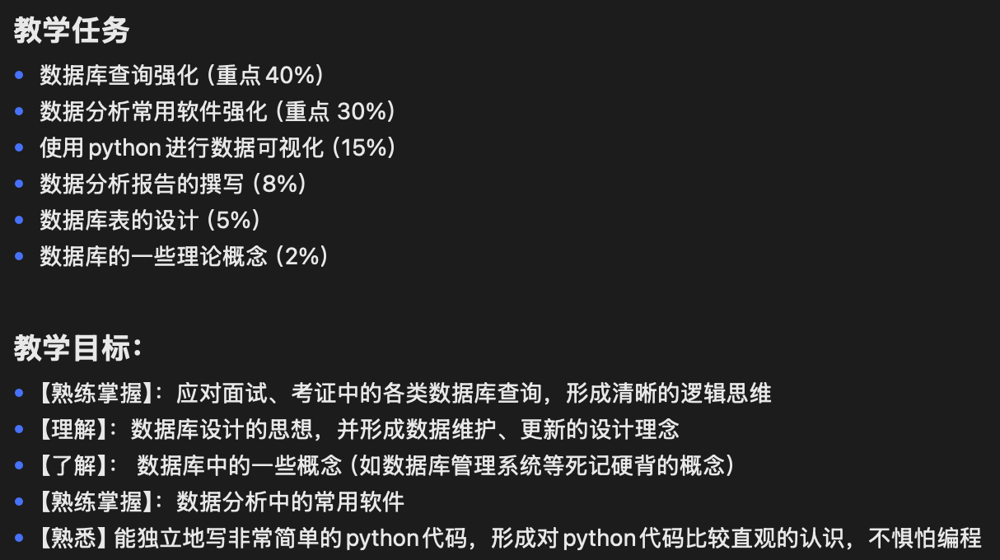 教学任务
数据库查询强化（重点40%）
数据分析常用软件强化（重点 30%）
使用python进行数据可视化（15%）
数据分析报告的撰写（8%）
数据库表的设计（5%）
数据库的一些理论概念（2%）
教学目标：
【熟练掌握】：应对面试、考证中的各类数据库查询，形成清晰的逻辑思维
【理解】：数据库设计的思想，并形成数据维护、更新的设计理念
【了解】： 数据库中的一些概念（如数据库管理系统等死记硬背的概念）
【熟练掌握】：数据分析中的常用软件
【熟悉】能独立地写非常简单的python代码，形成对python代码比较直观的认识，不惧怕编程